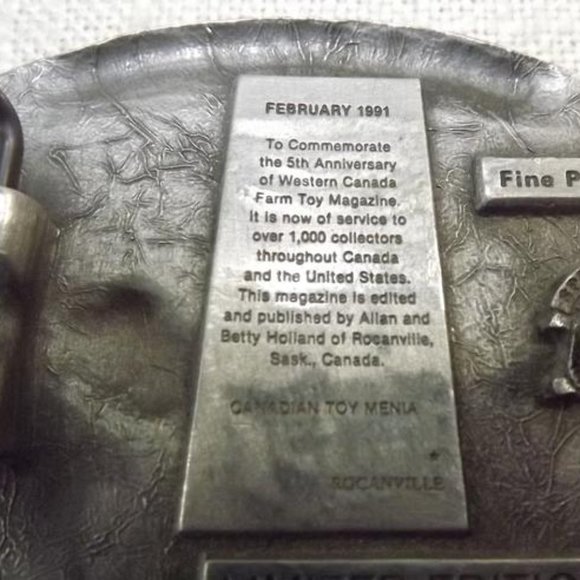 FEBRUARY 1991
To Commemorate
the 5th Anniversary
of Western Canada
Farm Toy Magazine.
It is now of service to
over 1,000 collectors
throughout Canada
and the United States.
This magazine is edited
and published by Allan and
Betty Holland of Rocanville,
Sask., Canada.
CANADIAN TOY MENIA
ROCANVILLE
Fine P